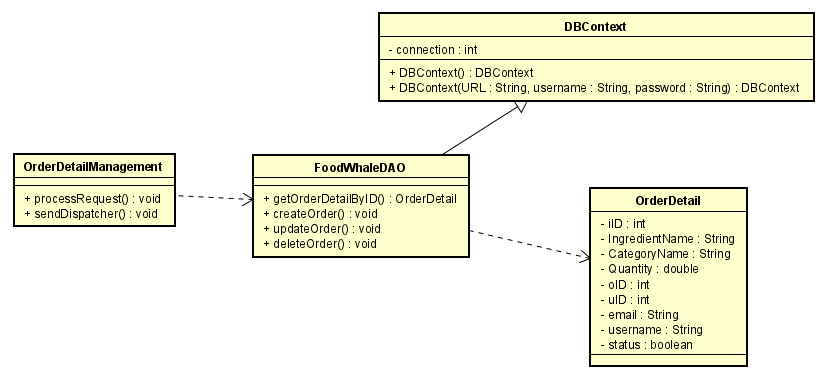 DBContext
- connection : int
+ DBContext() : DBContext
+ DBContext(URL : String, username : String, password : String) : DBContext
OrderDetailManagement
+ processRequest() : void
+ sendDispatcher() : void
FoodWhaleDAO
+ getOrderDetailByID() : OrderDetail
+ createOrder() : void
+ updateOrder() : void
+ deleteOrder() : void
OrderDetail
- iID : int
- IngredientName : String
- CategoryName : String
- Quantity : double
- oID : int
- uID : int
- email : String
- username : String
- status : boolean